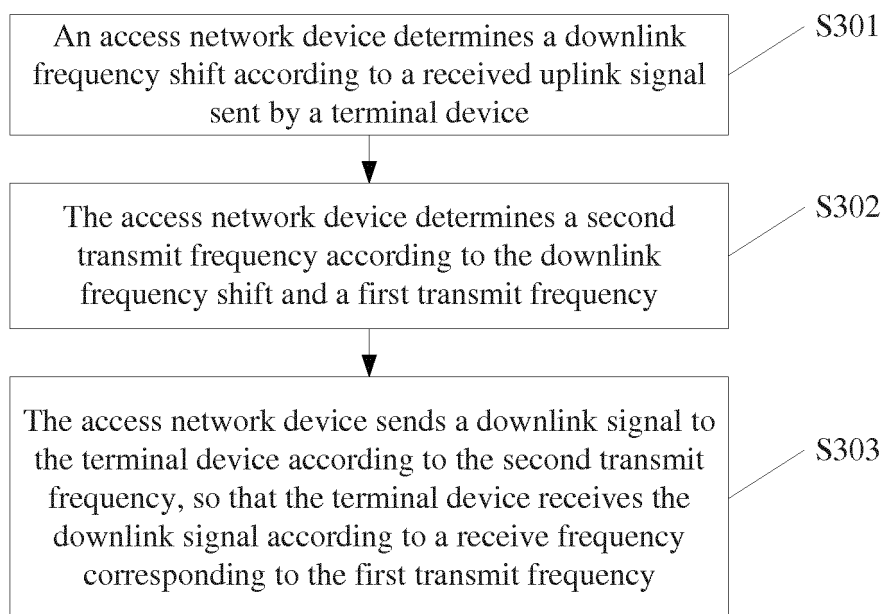 An access network device determines a downlink
frequency shift according to a received uplink signal
sent by a terminal device
S301
The access network device determines a second
transmit frequency according to the downlink
frequency shift and a first transmit frequency
S302
The access network device sends a downlink signal to
the terminal device according to the second transmit
frequency, so that the terminal device receives the
downlink signal according to a receive frequency
corresponding to the first transmit frequency
S303